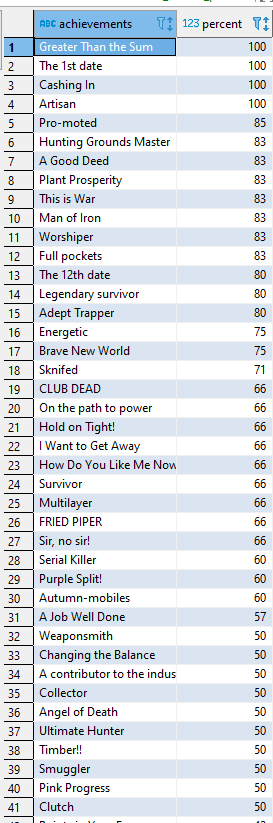 ABC achievements 123 percent
1 Greater Than the Sum 100
2 The 1st date 100
3 Cashing In 100
4 Artisan 100
5 Pro-moted 85
6 Hunting Grounds Master 83
7 A Good Deed 83
8 Plant Prosperity 83
9 This is War 83
10 Man of Iron 83
11 Worshiper 83
12 Full pockets 83
13 The 12th date 80
14 Legendary survivor 80
15 Adept Trapper 80
16 Energetic 75
17 Brave New World 75
18 Sknifed 71
19 CLUB DEAD 66
20 On the path to power 66
21 Hold on Tight! 66
22 I Want to Get Away 66
23 How Do You Like Me Now 66
24 Survivor 66
25 Multilayer 66
26 FRIED PIPER 66
27 Sir, no sir! 66
28 Serial Killer 60
29 Purple Split! 60
30 Autumn-mobiles 60
31 A Job Well Done 57
32 Weaponsmith 50
33 Changing the Balance 50
34 A contributor to the indus 50
35 Collector 50
36 Angel of Death 50
37 Ultimate Hunter 50
38 Timber!! 50
39 Smuggler 50
40 Pink Progress 50
41 Clutch 50